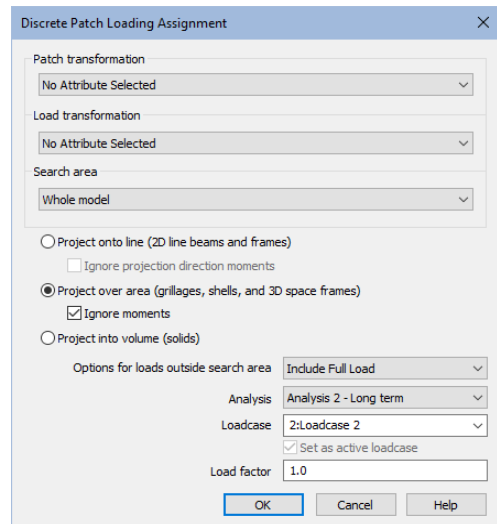 Discrete Patch Loading Assignment
Patch transformation
No Attribute Selected
Load transformation
No Attribute Selected
Search area
Whole model
Project onto line (2D line beams and frames)
Ignore projection direction moments
Project over area (grillages, shells, and 3D space frames)
Ignore moments
Project into volume (solids)
Options for loads outside search area Include Full Load
Analysis Analysis 2 - Long term
Loadcase 2:Loadcase 2
Set as active loadcase
Load factor 1.0
OK Cancel Help